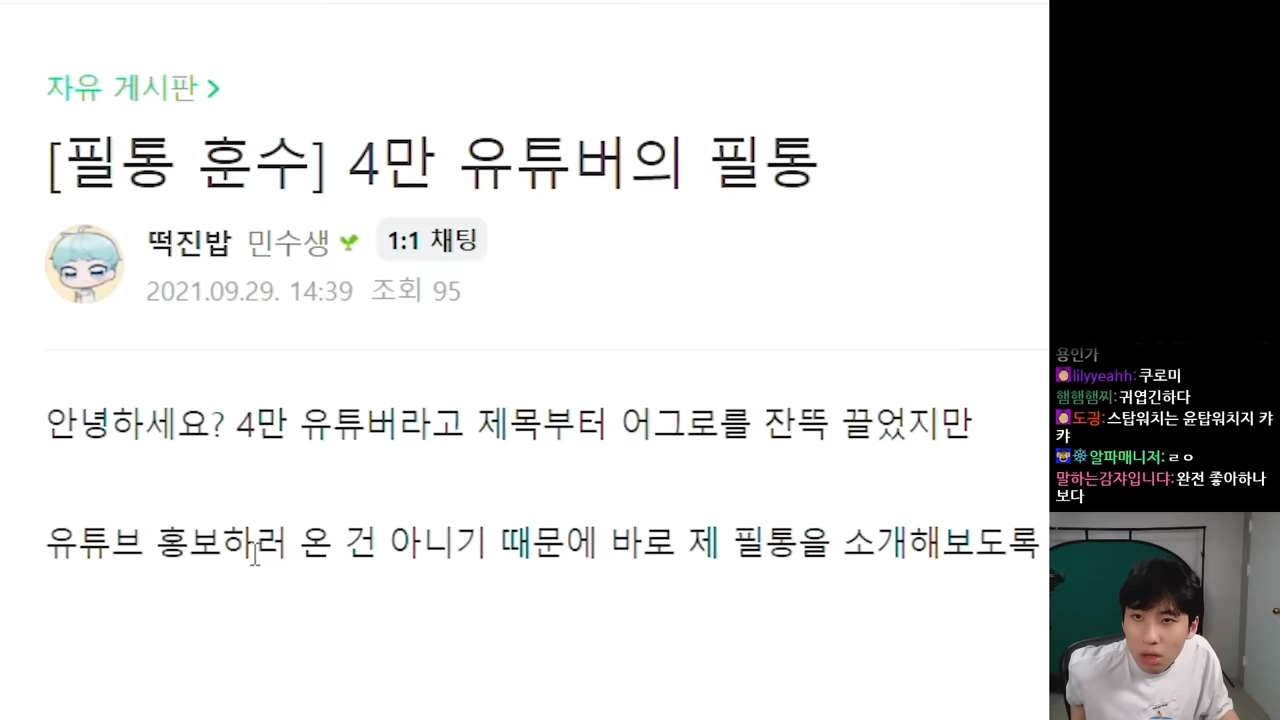 자유 게시판 >
[필통 훈수] 4만 유튜버의 필통
떡진밥 민수생 1:1 채팅
2021.09.29. 14:39 조회 95
안녕하세요? 4만 유튜버라고 제목부터 어그로를 잔뜩 끌었지만
유튜브 홍보하러 온 건 아니기 때문에 바로 제 필통을 소개해보도록
용인가
lilyyeahh: 쿠로미
햄햄햄찌: 귀엽긴하다
도굉: 스탑워치는 윤탑워치지 캬
캬
알파매니저: ㄹㅇ
말하는감쟈입니댜: 완전 좋아하나
보다